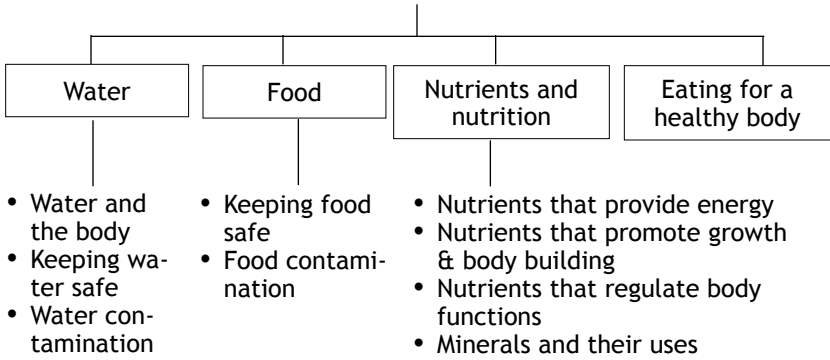 Water
Food
Nutrients and
nutrition
Eating for a
healthy body
• Water and
the body
• Keeping wa-
ter safe
• Water con-
tamination
• Keeping food
safe
• Food contami-
nation
• Nutrients that provide energy
• Nutrients that promote growth
& body building
• Nutrients that regulate body
functions
• Minerals and their uses